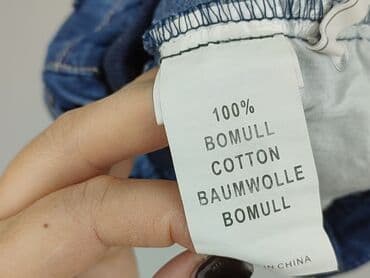 100%
BOMULL
COTTON
BAUMWOLLE
BOMULL
IN CHINA